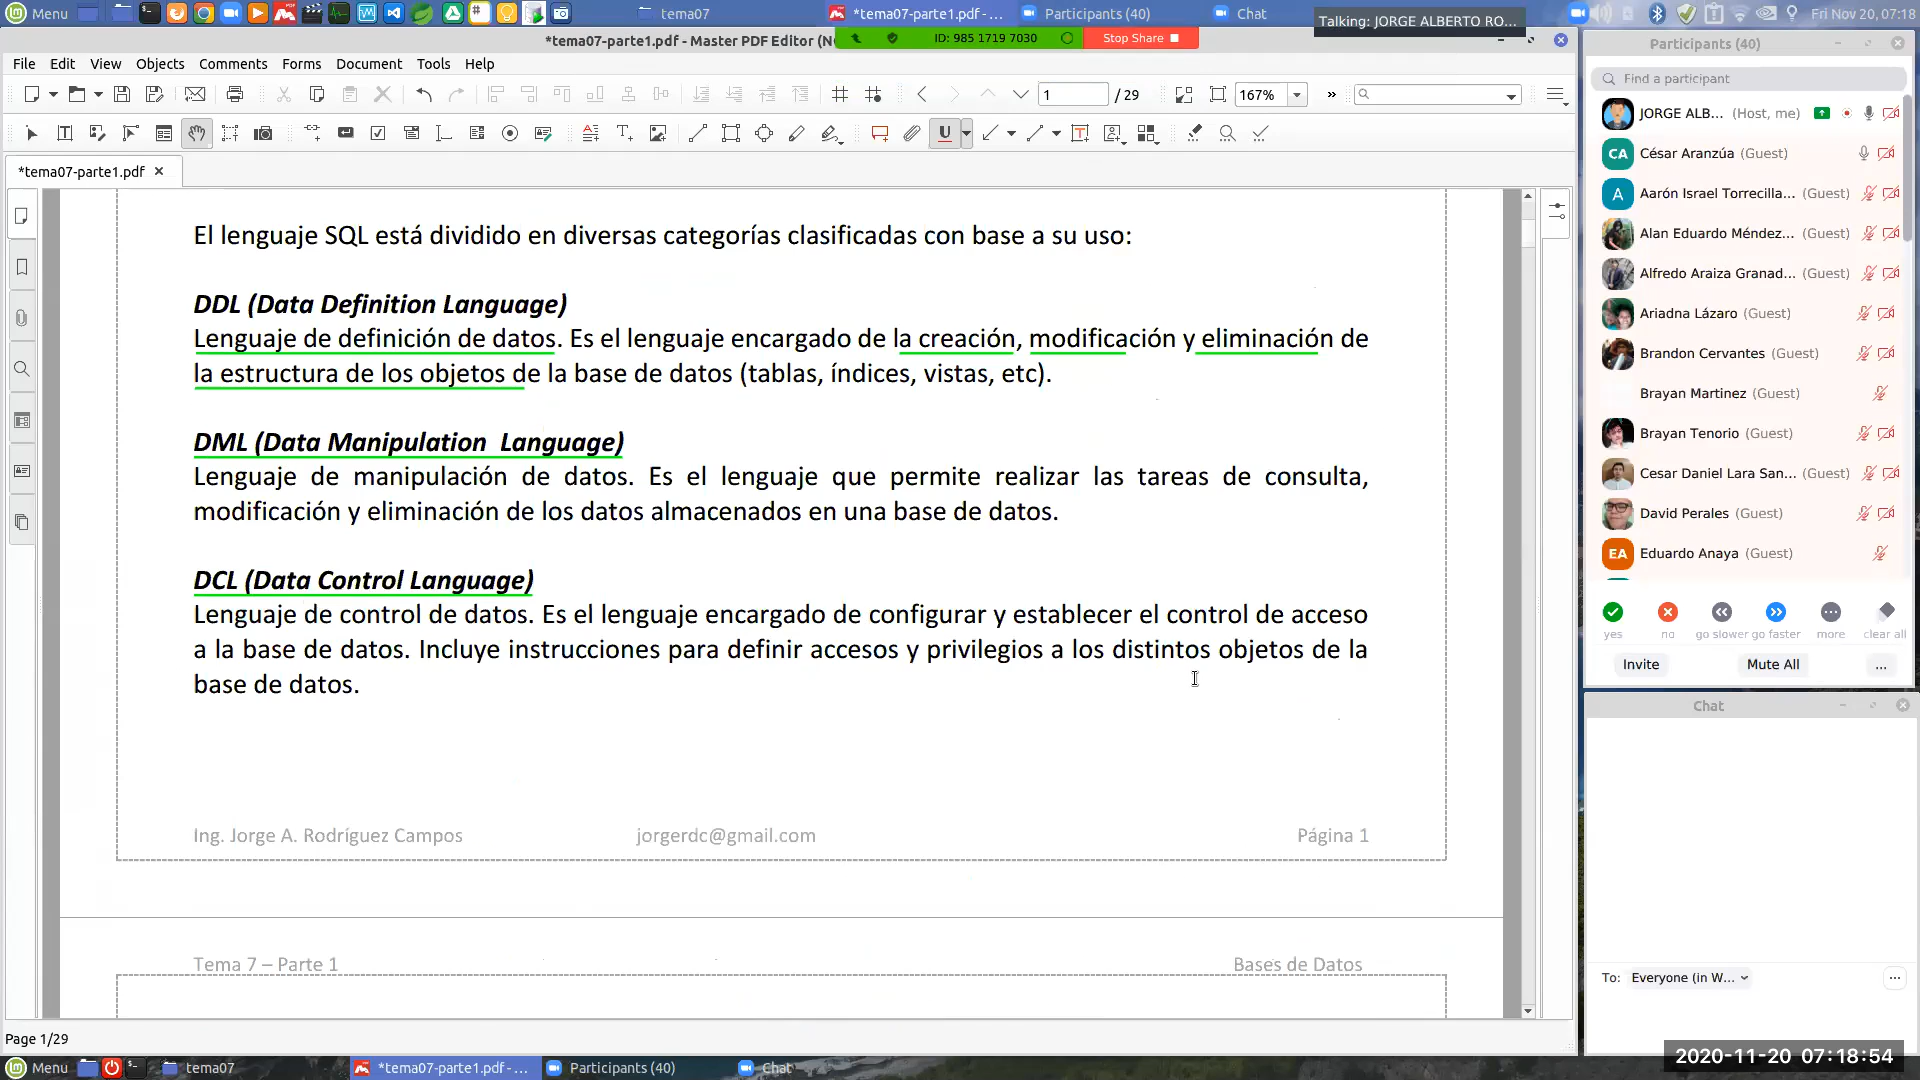 tema07
*tema07-parte1.pdf - ...
Participants (40)
Chat
Talking: JORGE ALBERTO RO...
Fri Nov 20, 07:18
*tema07-parte1.pdf - Master PDF Editor (N
ID: 985 1719 7030
Stop Share
File Edit View Objects Comments Forms Document Tools Help
1 / 29
167%
*tema07-parte1.pdf
El lenguaje SQL está dividido en diversas categorías clasificadas con base a su uso:
DDL (Data Definition Language)
Lenguaje de definición de datos. Es el lenguaje encargado de la creación, modificación y eliminación de
la estructura de los objetos de la base de datos (tablas, índices, vistas, etc).
DML (Data Manipulation Language)
Lenguaje de manipulación de datos. Es el lenguaje que permite realizar las tareas de consulta,
modificación y eliminación de los datos almacenados en una base de datos.
DCL (Data Control Language)
Lenguaje de control de datos. Es el lenguaje encargado de configurar y establecer el control de acceso
a la base de datos. Incluye instrucciones para definir accesos y privilegios a los distintos objetos de la
base de datos.
Ing. Jorge A. Rodríguez Campos jorgerdc@gmail.com Página 1
Tema 7 – Parte 1 Bases de Datos
Page 1/29
Participants (40)
Find a participant
JORGE ALB... (Host, me)
CA César Aranzúa (Guest)
A Aarón Israel Torrecilla... (Guest)
Alan Eduardo Méndez... (Guest)
Alfredo Araiza Granad... (Guest)
Ariadna Lázaro (Guest)
Brandon Cervantes (Guest)
Brayan Martinez (Guest)
Brayan Tenorio (Guest)
Cesar Daniel Lara San... (Guest)
David Perales (Guest)
EA Eduardo Anaya (Guest)
yes no go slower go faster more clear all
Invite Mute All ...
Chat
To: Everyone (in W...
Menu
tema07
*tema07-parte1.pdf - ...
Participants (40)
Chat
2020-11-20 07:18:54